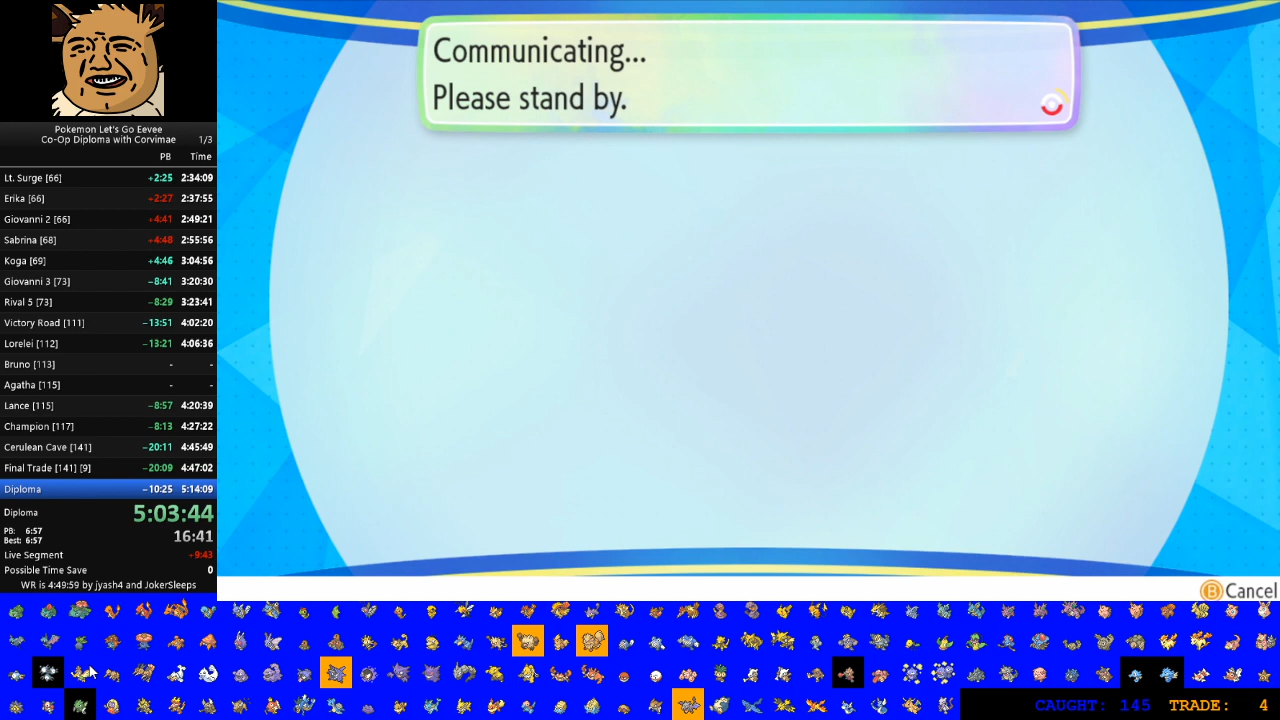 Pokemon Let's Go Eevee
Co-Op Diploma with Corvimae 1/3
PB Time
Lt. Surge [66] +2:25 2:34:09
Erika [66] +2:27 2:37:55
Giovanni 2 [66] +4:41 2:49:21
Sabrina [68] +4:48 2:55:56
Koga [69] +4:46 3:04:56
Giovanni 3 [73] −8:41 3:20:30
Rival 5 [73] −8:29 3:23:41
Victory Road [111] −13:51 4:02:20
Lorelei [112] −13:21 4:06:36
Bruno [113] - -
Agatha [115] - -
Lance [115] −8:57 4:20:39
Champion [117] −8:13 4:27:22
Cerulean Cave [141] −20:11 4:45:49
Final Trade [141] [9] −20:09 4:47:02
Diploma −10:25 5:14:09
Diploma 5:03:44
PB: 6:57
Best: 6:57 16:41
Live Segment +9:43
Possible Time Save 0
WR is 4:49:59 by jyash4 and JokerSleeps
Communicating...
Please stand by.
B Cancel
CAUGHT: 145 TRADE: 4